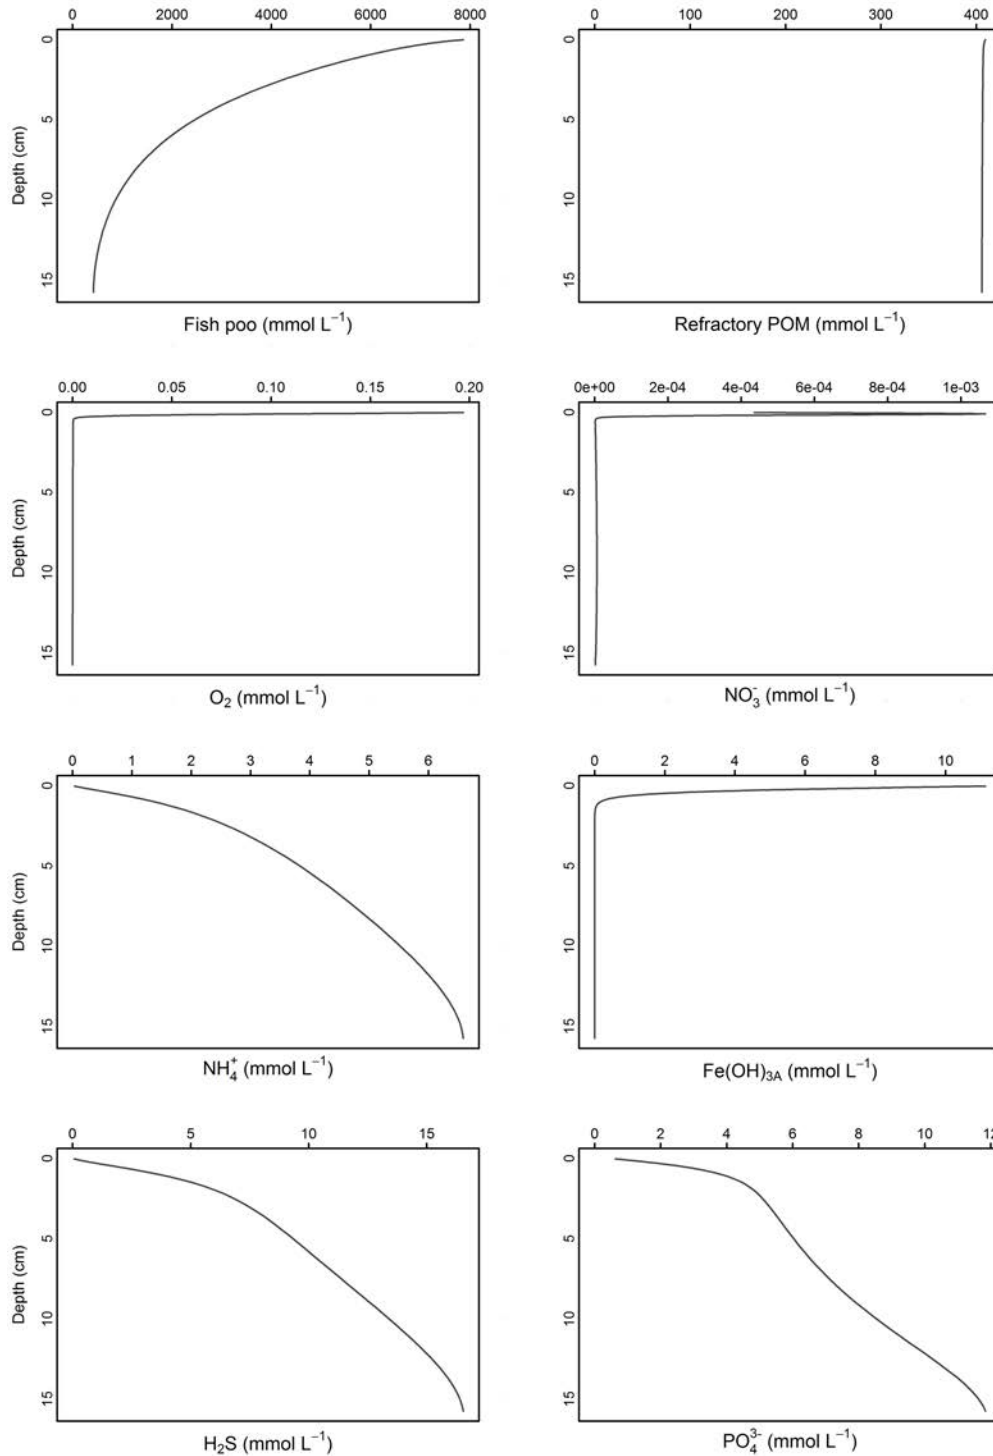 0 2000 4000 6000 8000
0 100 200 300 400
Depth (cm)
0
5
10
15
0
5
10
15
Fish poo (mmol L⁻¹)
Refractory POM (mmol L⁻¹)
0.00 0.05 0.10 0.15 0.20
0e+00 2e-04 4e-04 6e-04 8e-04 1e-03
Depth (cm)
0
5
10
15
0
5
10
15
O₂ (mmol L⁻¹)
NO₃⁻ (mmol L⁻¹)
0 1 2 3 4 5 6
0 2 4 6 8 10
Depth (cm)
0
5
10
15
0
5
10
15
NH₄⁺ (mmol L⁻¹)
Fe(OH)₃A (mmol L⁻¹)
0 5 10 15
0 2 4 6 8 10 12
Depth (cm)
0
5
10
15
0
5
10
15
H₂S (mmol L⁻¹)
PO₄³⁻ (mmol L⁻¹)